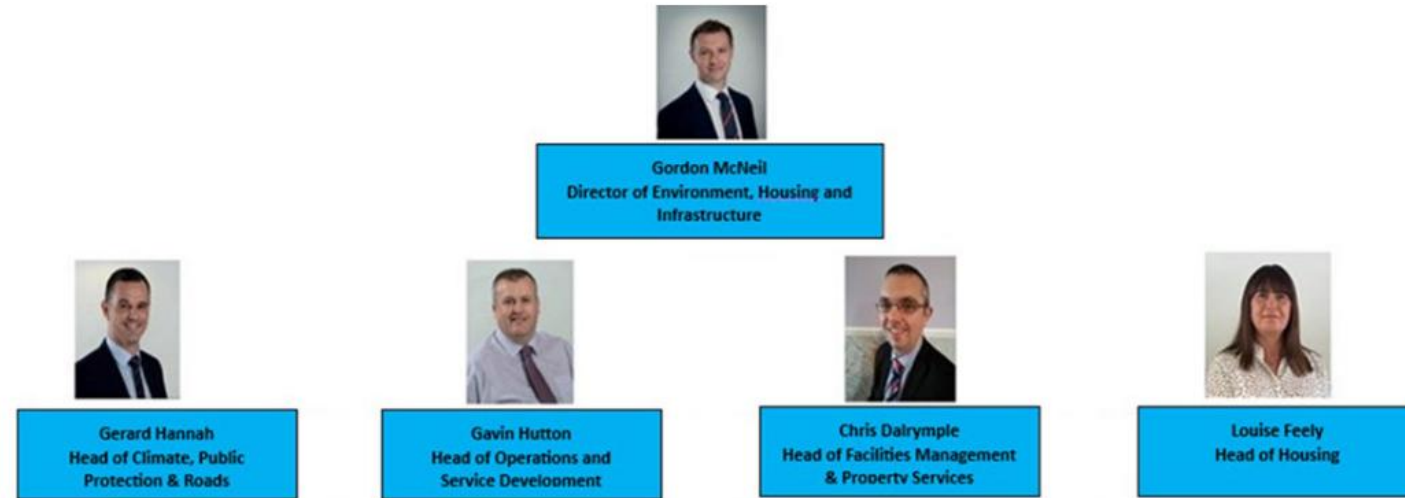 Gordon McNeil
Director of Environment, Housing and
Infrastructure
Gerard Hannah
Head of Climate, Public
Protection & Roads
Gavin Hutton
Head of Operations and
Service Development
Chris Dalrymple
Head of Facilities Management
& Property Services
Louise Feely
Head of Housing